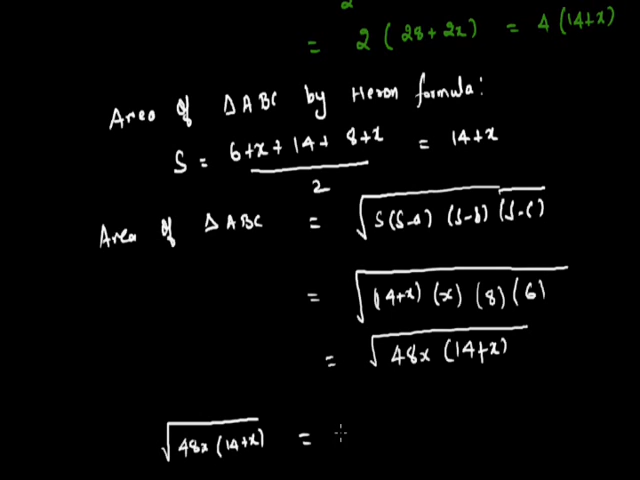 2
= 2 (28 + 2x) = 4 (14+x)
Area of ΔABC by Heron formula:
S = 6+x+14+8+x / 2 = 14+x
Area of ΔABC = √S(S-a) (S-b) (S-c)
= √(14+x) (x) (8) (6)
= √48x (14+x)
√48x (14+x) =